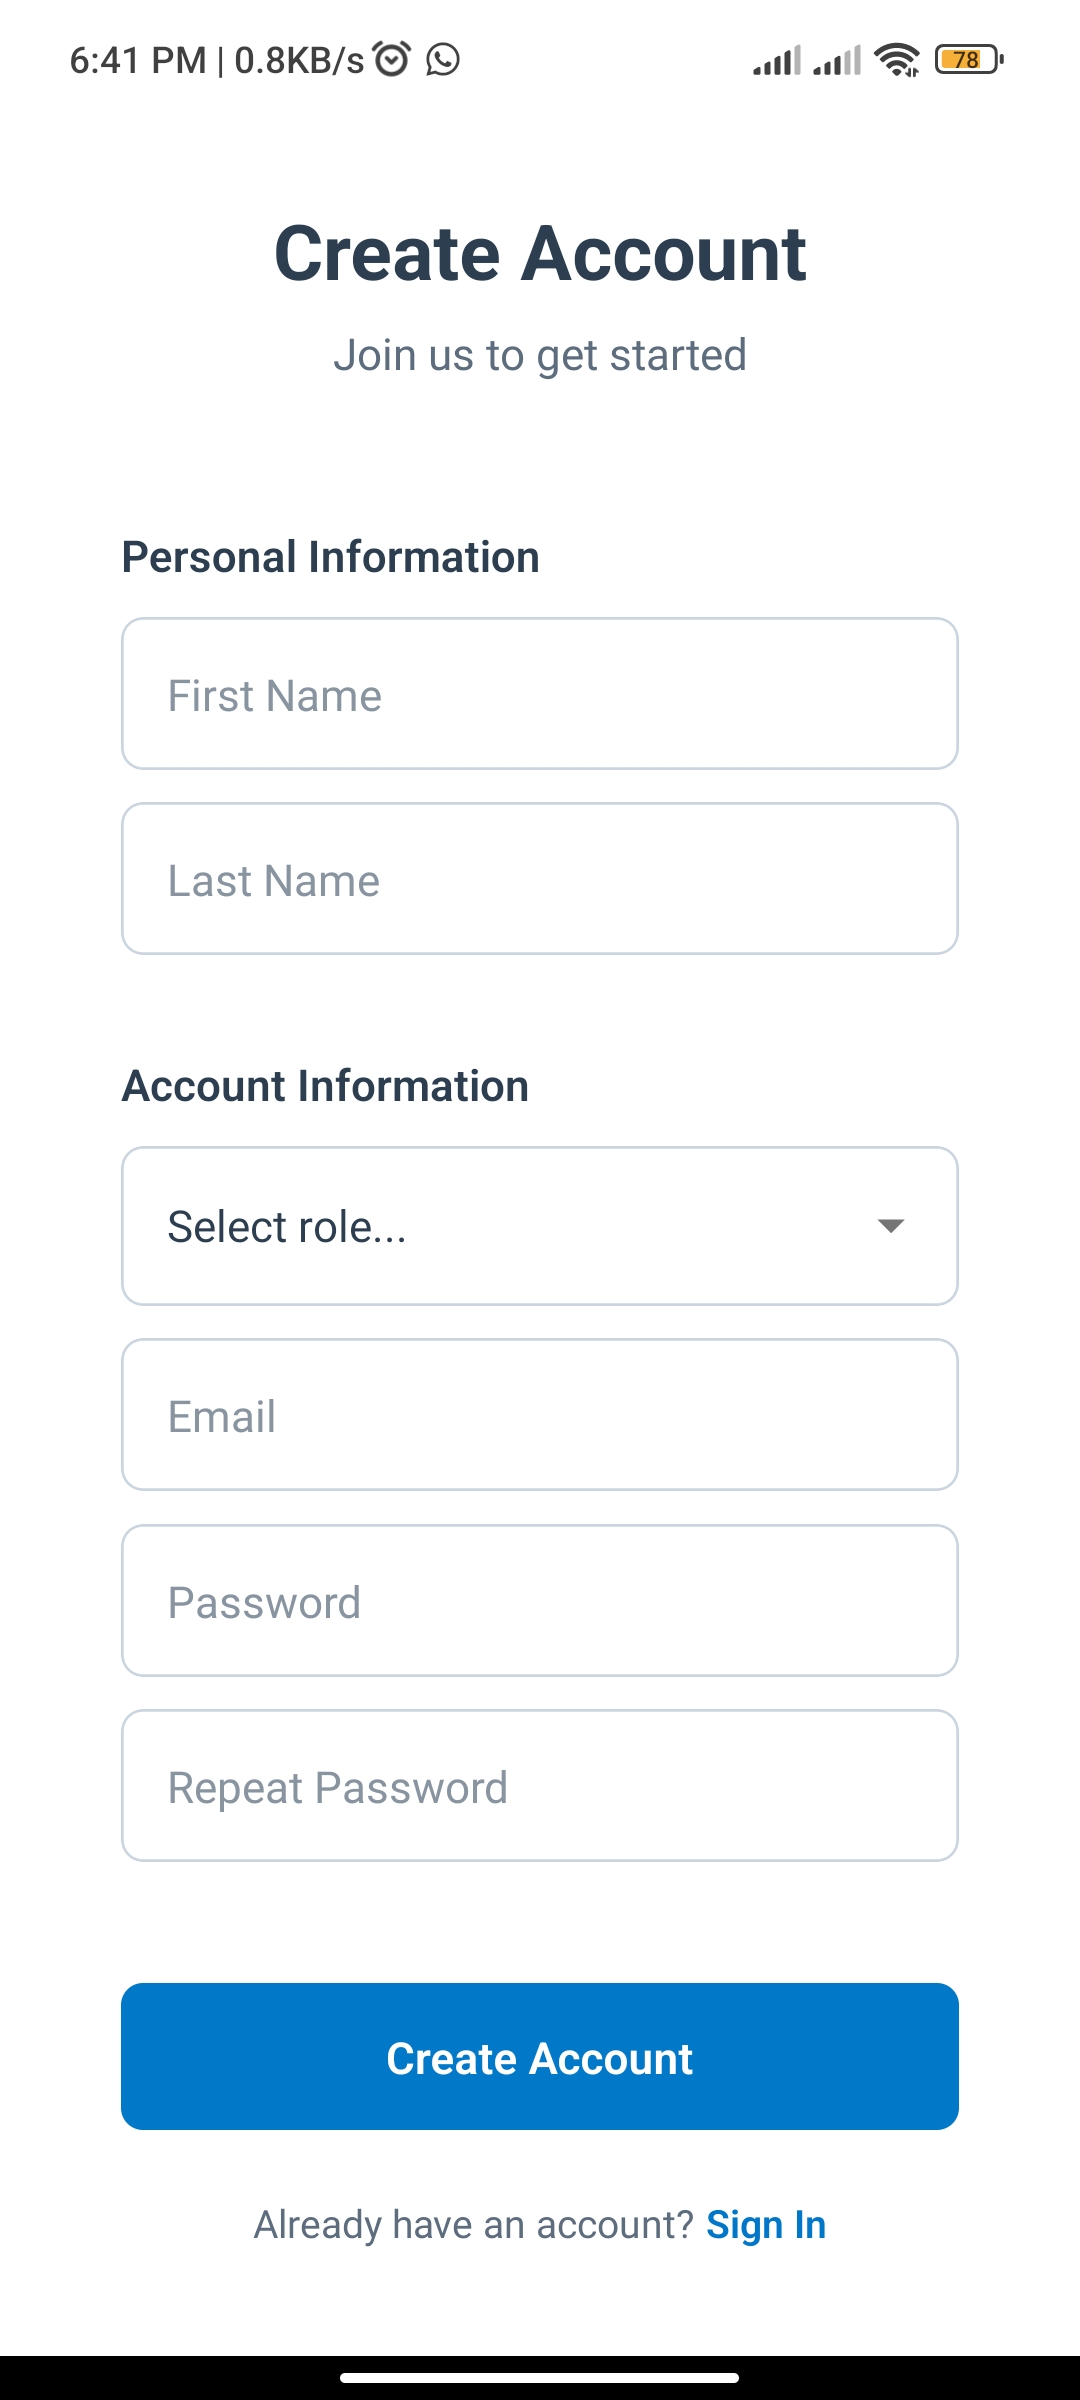 6:41 PM | 0.8KB/s 78
Create Account
Join us to get started
Personal Information
First Name
Last Name
Account Information
Select role...
Email
Password
Repeat Password
Create Account
Already have an account? Sign In